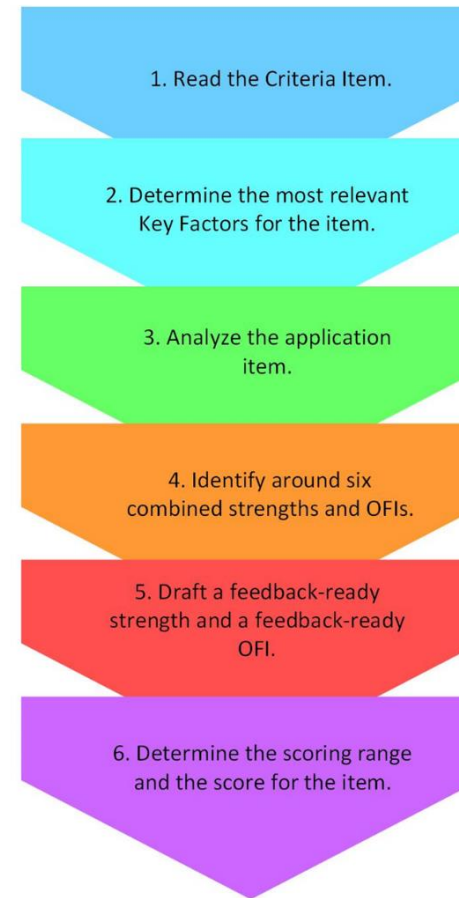 1. Read the Criteria Item.
2. Determine the most relevant
Key Factors for the item.
3. Analyze the application
item.
4. Identify around six
combined strengths and OFIs.
5. Draft a feedback-ready
strength and a feedback-ready
OFI.
6. Determine the scoring range
and the score for the item.